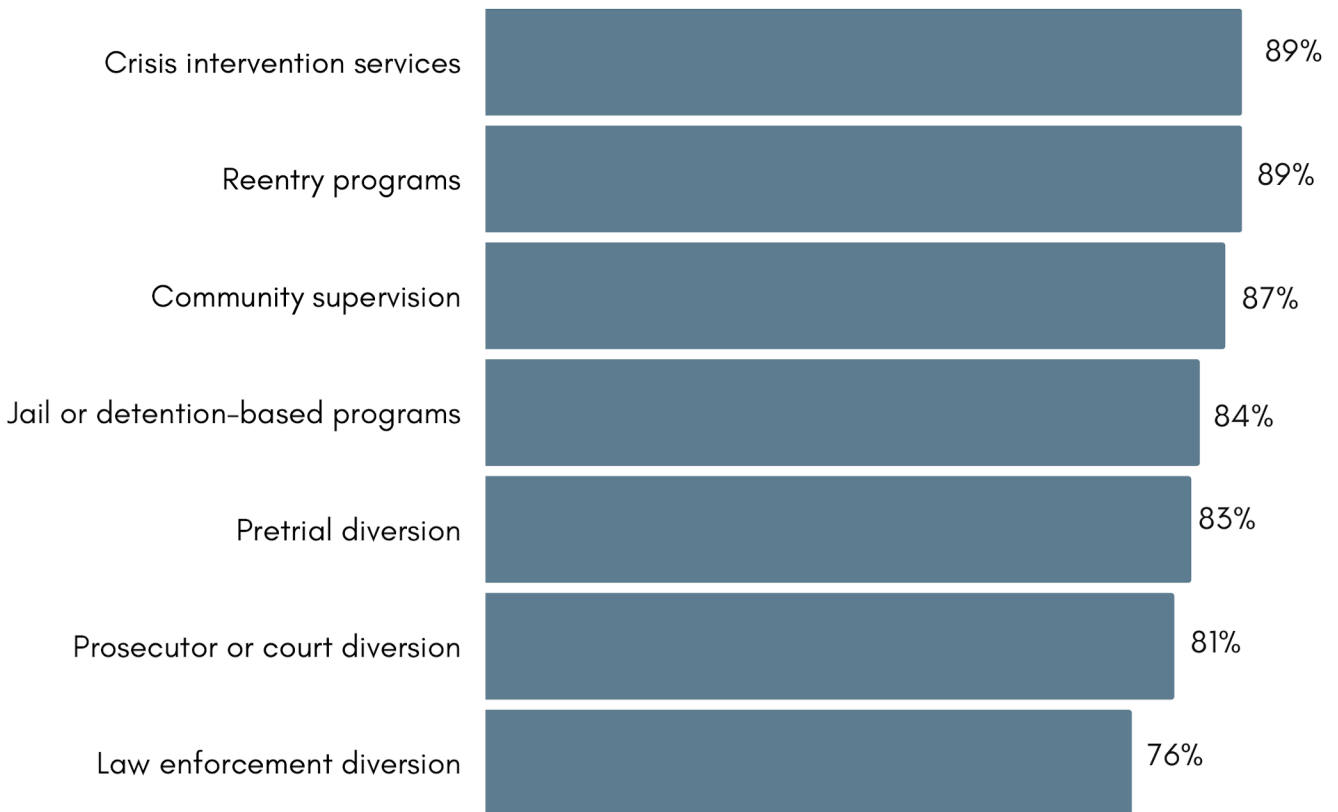 Crisis intervention services 89%
Reentry programs 89%
Community supervision 87%
Jail or detention-based programs 84%
Pretrial diversion 83%
Prosecutor or court diversion 81%
Law enforcement diversion 76%